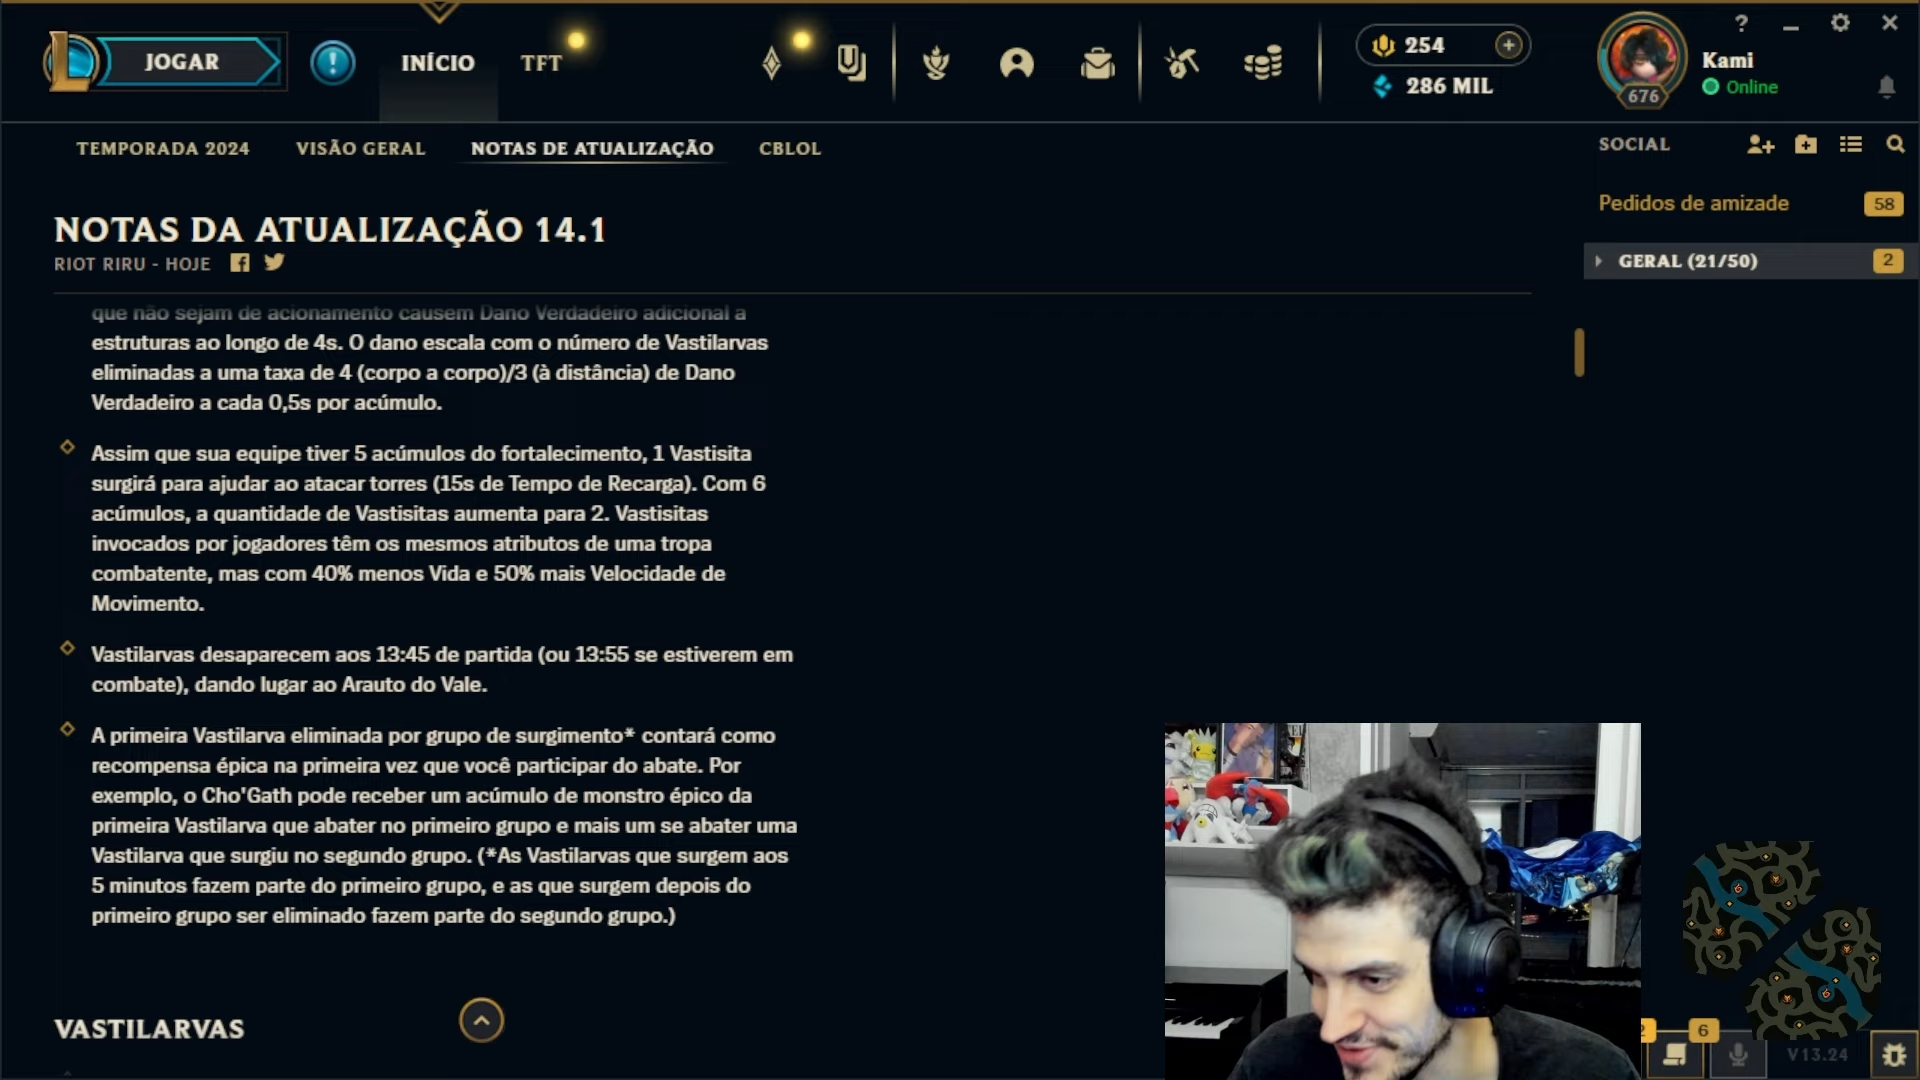 JOGAR
INÍCIO
TFT
254
286 MIL
676
Kami
Online
TEMPORADA 2024
VISÃO GERAL
NOTAS DE ATUALIZAÇÃO
CBLOL
SOCIAL
Pedidos de amizade
58
GERAL (21/50)
2
NOTAS DA ATUALIZAÇÃO 14.1
RIOT RIRU - HOJE
que não sejam de acionamento causem Dano Verdadeiro adicional a
estruturas ao longo de 4s. O dano escala com o número de Vastilarvas
eliminadas a uma taxa de 4 (corpo a corpo)/3 (à distância) de Dano
Verdadeiro a cada 0,5s por acúmulo.
Assim que sua equipe tiver 5 acúmulos do fortalecimento, 1 Vastisita
surgirá para ajudar ao atacar torres (15s de Tempo de Recarga). Com 6
acúmulos, a quantidade de Vastisitas aumenta para 2. Vastisitas
invocados por jogadores têm os mesmos atributos de uma tropa
combatente, mas com 40% menos Vida e 50% mais Velocidade de
Movimento.
Vastilarvas desaparecem aos 13:45 de partida (ou 13:55 se estiverem em
combate), dando lugar ao Arauto do Vale.
A primeira Vastilarva eliminada por grupo de surgimento* contará como
recompensa épica na primeira vez que você participar do abate. Por
exemplo, o Cho'Gath pode receber um acúmulo de monstro épico da
primeira Vastilarva que abater no primeiro grupo e mais um se abater uma
Vastilarva que surgiu no segundo grupo. (*As Vastilarvas que surgem aos
5 minutos fazem parte do primeiro grupo, e as que surgem depois do
primeiro grupo ser eliminado fazem parte do segundo grupo.)
VASTILARVAS
2
6
V13.24